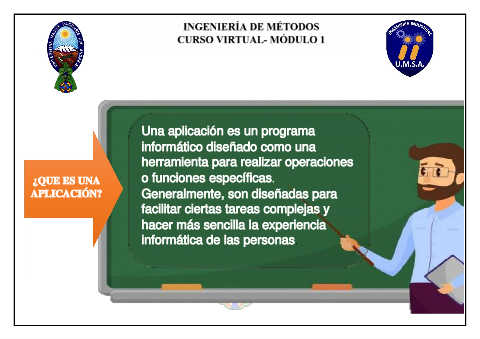 INGENIERÍA DE MÉTODOS
CURSO VIRTUAL- MÓDULO 1
U.M.S.A.
¿QUE ES UNA
APLICACIÓN?
Una aplicación es un programa
informático diseñado como una
herramienta para realizar operaciones
o funciones específicas.
Generalmente, son diseñadas para
facilitar ciertas tareas complejas y
hacer más sencilla la experiencia
informática de las personas